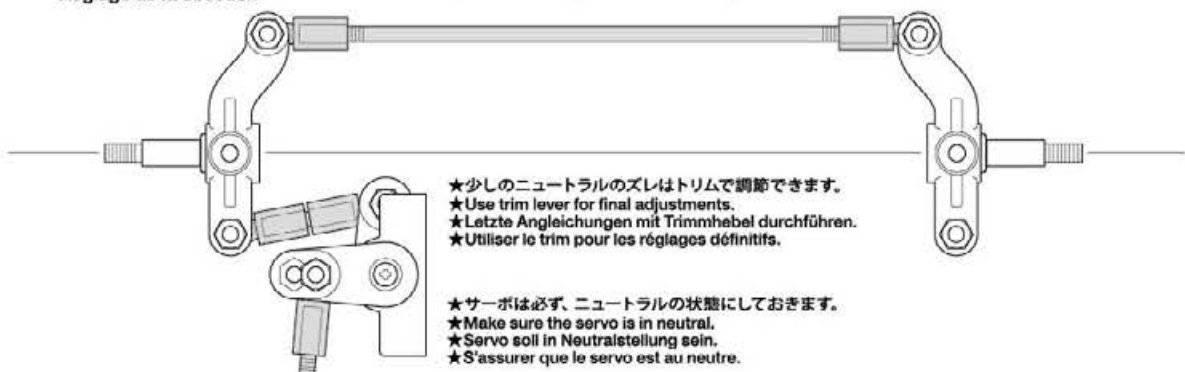 ★少しのニュートラルのズレはトリムで調節できます。
★Use trim lever for final adjustments.
★Letzte Angleichungen mit Trimmhebel durchführen.
★Utiliser le trim pour les réglages définitifs.
★サーボは必ず、ニュートラルの状態にしておきます。
★Make sure the servo is in neutral.
★Servo soll in Neutralstellung sein.
★S'assurer que le servo est au neutre.